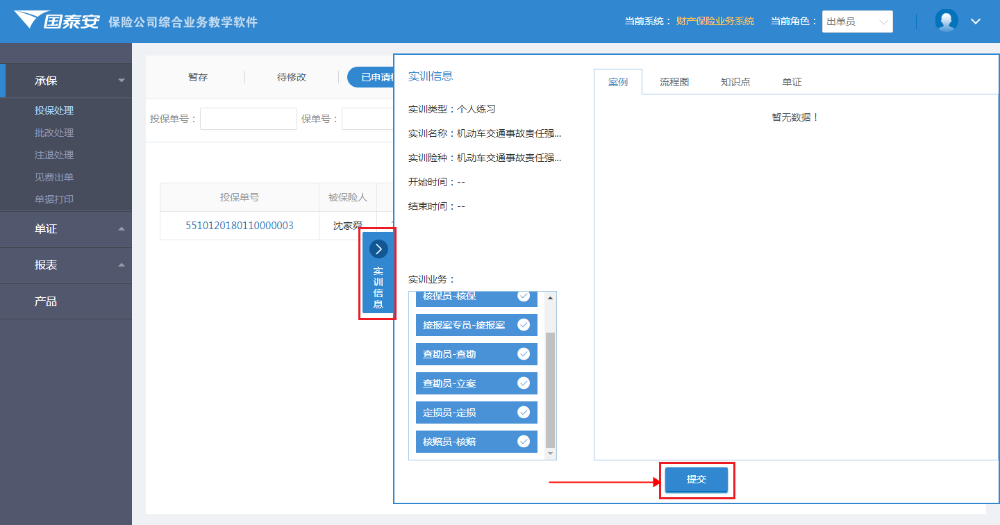 国泰安 保险公司综合业务教学软件
当前系统： 财产保险业务系统 当前角色： 出单员
承保
投保处理
批改处理
注退处理
见费出单
单据打印
单证
报表
产品
暂存 待修改 已申请
投保单号： 保单号：
投保单号 被保险人
5510120180110000003 沈家舜
实训信息
实训信息
实训类型：个人练习
实训名称：机动车交通事故责任强...
实训险种：机动车交通事故责任强...
开始时间：--
结束时间：--
实训业务：
核保员-核保
接报案专员-接报案
查勘员-查勘
查勘员-立案
定损员-定损
核赔员-核赔
案例 流程图 知识点 单证
暂无数据！
提交